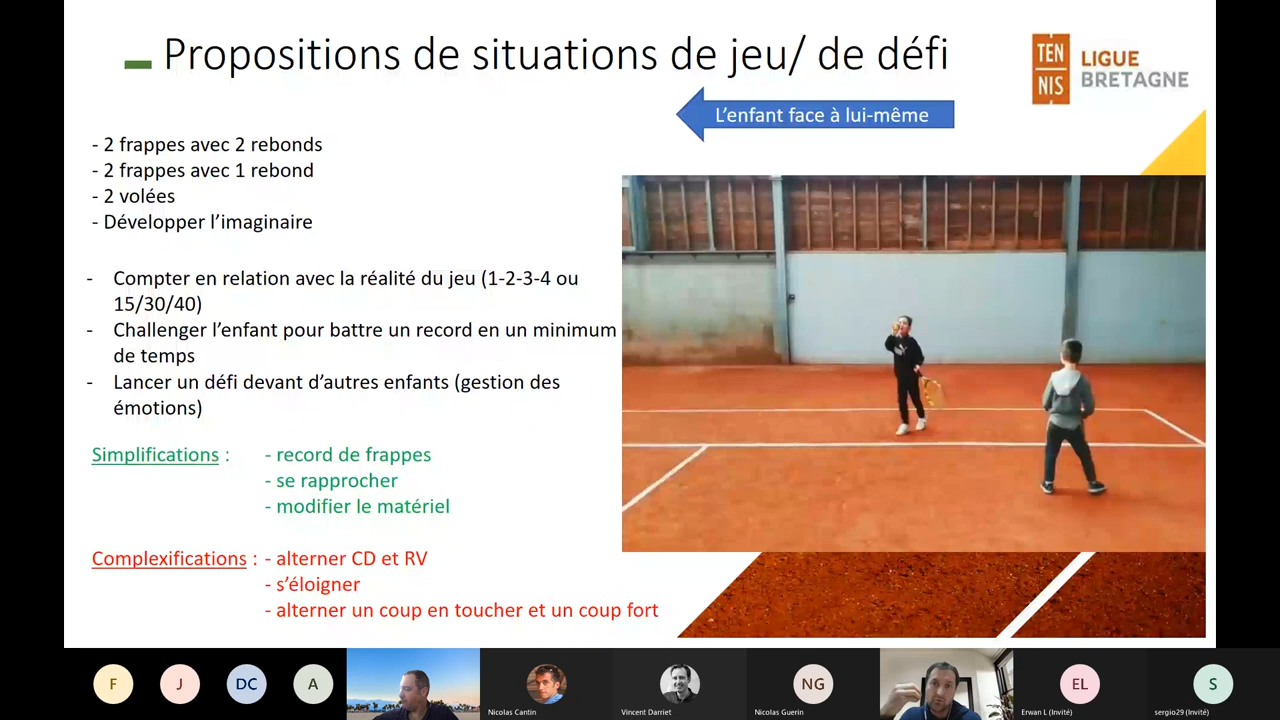 Propositions de situations de jeu/ de défi
TEN
NIS
LIGUE
BRETAGNE
L'enfant face à lui-même
- 2 frappes avec 2 rebonds
- 2 frappes avec 1 rebond
- 2 volées
- Développer l'imaginaire
- Compter en relation avec la réalité du jeu (1-2-3-4 ou
15/30/40)
- Challenger l'enfant pour battre un record en un minimum
de temps
- Lancer un défi devant d'autres enfants (gestion des
émotions)
Simplifications : - record de frappes
- se rapprocher
- modifier le matériel
Complexifications : - alterner CD et RV
- s'éloigner
- alterner un coup en toucher et un coup fort
F
J
DC
A
Nicolas Cantin
Vincent Darriet
NG
Nicolas Guerin
EL
Erwan L (Invité)
S
sergio29 (Invité)